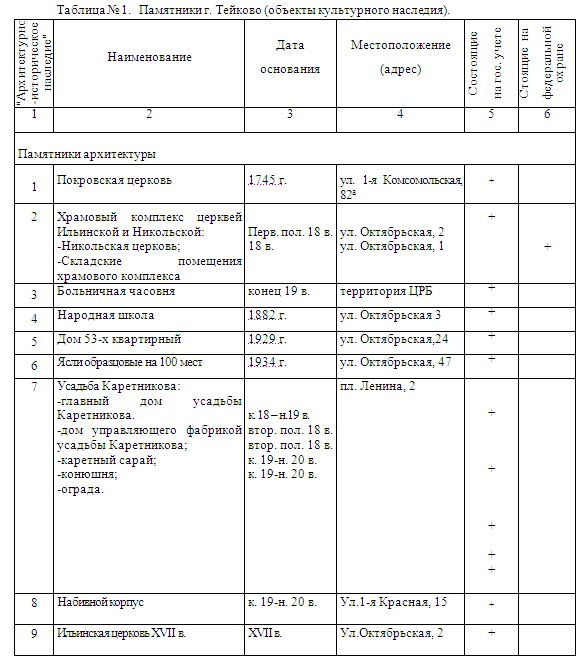 Таблица №1. Памятники г. Тейково (объекты культурного наследия).
"Архитектурно
-историческое
наследие"
Наименование
Дата
основания
Местоположение
(адрес)
Состоящие
на гос. учете
Стоящие на
федеральной
охране
1 2 3 4 5 6
Памятники архитектуры
1 Покровская церковь 1745 г. ул. 1-я Комсомольская, +
82а
2 Храмовый комплекс церквей +
Ильинской и Никольской: Перв. пол. 18 в. ул. Октябрьская, 2
-Никольская церковь; 18 в. ул. Октябрьская, 1 +
-Складские помещения
храмового комплекса
3 Больничная часовня конец 19 в. территория ЦРБ +
4 Народная школа 1882 г. ул. Октябрьская 3 +
5 Дом 53-х квартирный 1929 г. ул. Октябрьская,24 +
6 Ясли образцовые на 100 мест 1934 г. ул. Октябрьская, 47 +
7 Усадьба Каретникова: пл. Ленина, 2
-главный дом усадьбы
Каретникова. к 18 – н.19 в. +
-дом управляющего фабрикой втор. пол. 18 в.
усадьбы Каретникова; втор. пол. 18 в.
-каретный сарай; к. 19-н. 20 в. +
-конюшня; к. 19-н. 20 в.
-ограда.
+
+
+
8 Набивной корпус к. 19-н. 20 в. Ул.1-я Красная, 15 +
9 Ильинская церковь XVII в. XVII в. Ул.Октябрьская, 2 +